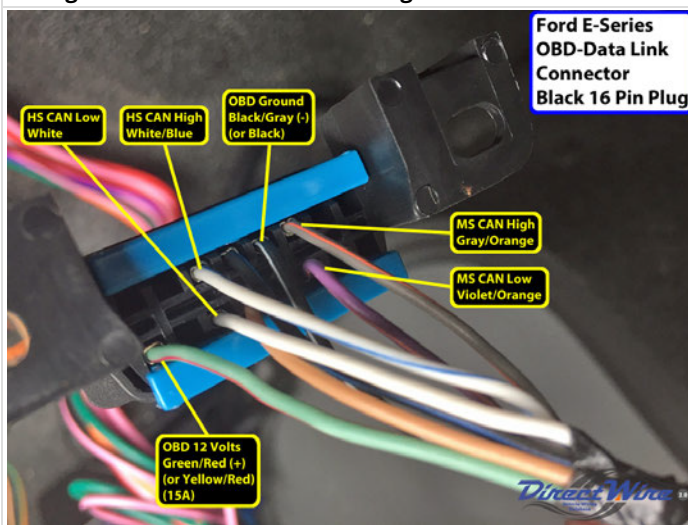 Ford E-Series
OBD-Data Link
Connector
Black 16 Pin Plug
HS CAN Low
White
HS CAN High
White/Blue
OBD Ground
Black/Gray (-)
(or Black)
MS CAN High
Gray/Orange
MS CAN Low
Violet/Orange
OBD 12 Volts
Green/Red (+)
(or Yellow/Red)
(15A)
DirectWire